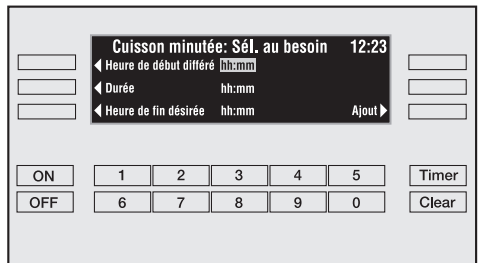 Cuisson minutée: Sél. au besoin 12:23
Heure de début différé hh:mm
Durée hh:mm
Heure de fin désirée hh:mm Ajout
ON 1 2 3 4 5 Timer
OFF 6 7 8 9 0 Clear